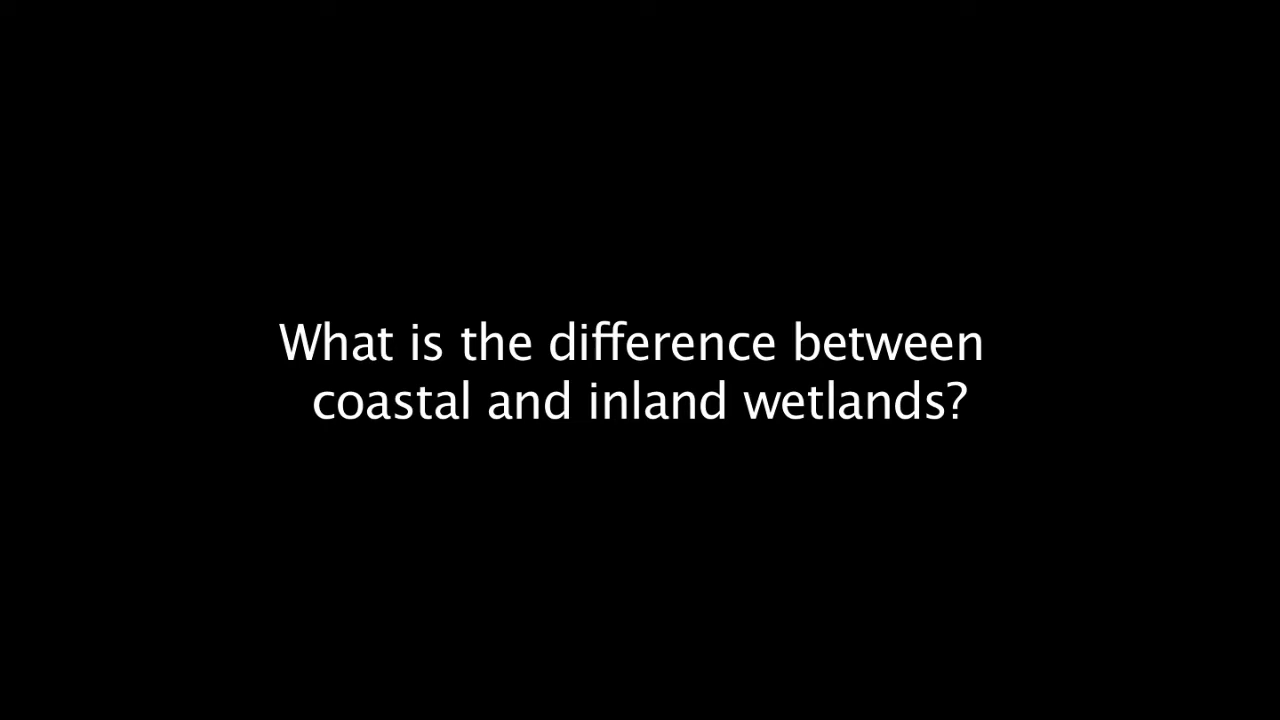 What is the difference between
coastal and inland wetlands?